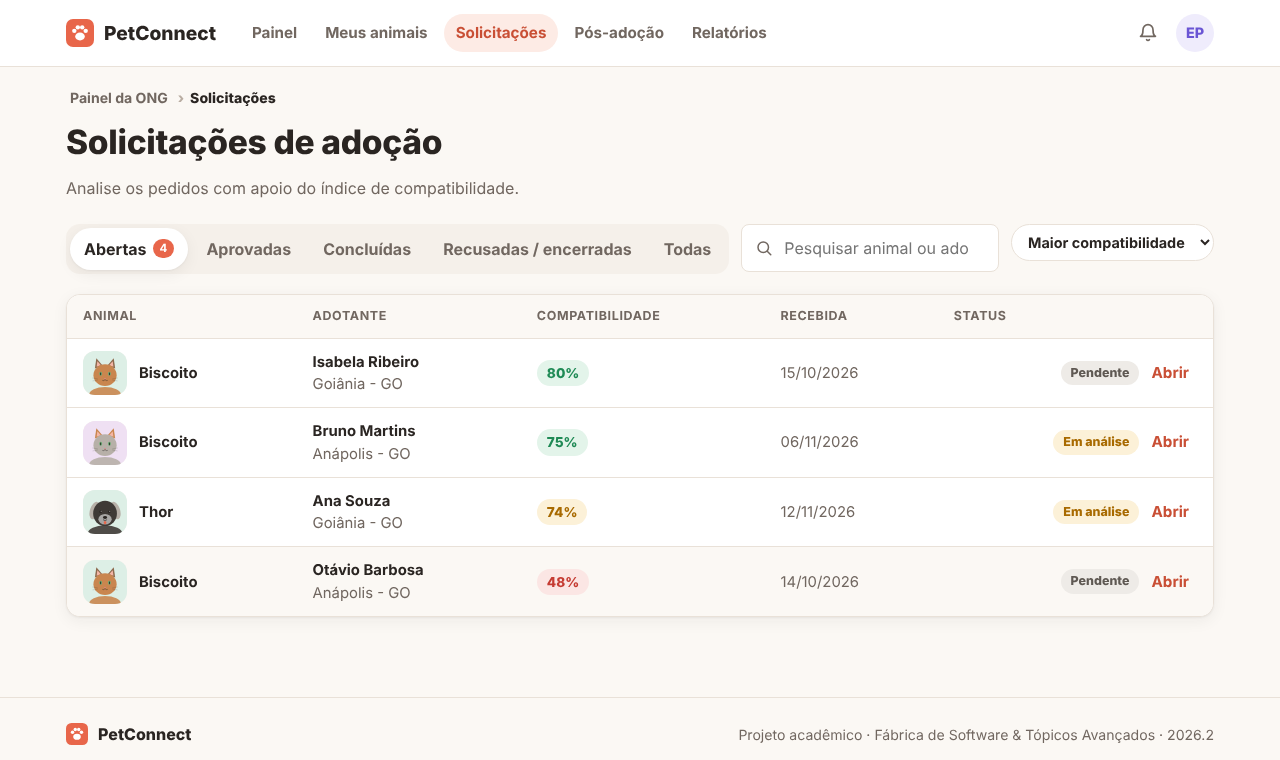 PetConnect Painel Meus animais Solicitações Pós-adoção Relatórios EP
Painel da ONG › Solicitações
Solicitações de adoção
Analise os pedidos com apoio do índice de compatibilidade.
Abertas 4 Aprovadas Concluídas Recusadas / encerradas Todas Pesquisar animal ou ado Maior compatibilidade
ANIMAL ADOTANTE COMPATIBILIDADE RECEBIDA STATUS
Biscoito Isabela Ribeiro 80% 15/10/2026 Pendente Abrir
Goiânia - GO
Biscoito Bruno Martins 75% 06/11/2026 Em análise Abrir
Anápolis - GO
Thor Ana Souza 74% 12/11/2026 Em análise Abrir
Goiânia - GO
Biscoito Otávio Barbosa 48% 14/10/2026 Pendente Abrir
Anápolis - GO
PetConnect Projeto acadêmico · Fábrica de Software & Tópicos Avançados · 2026.2